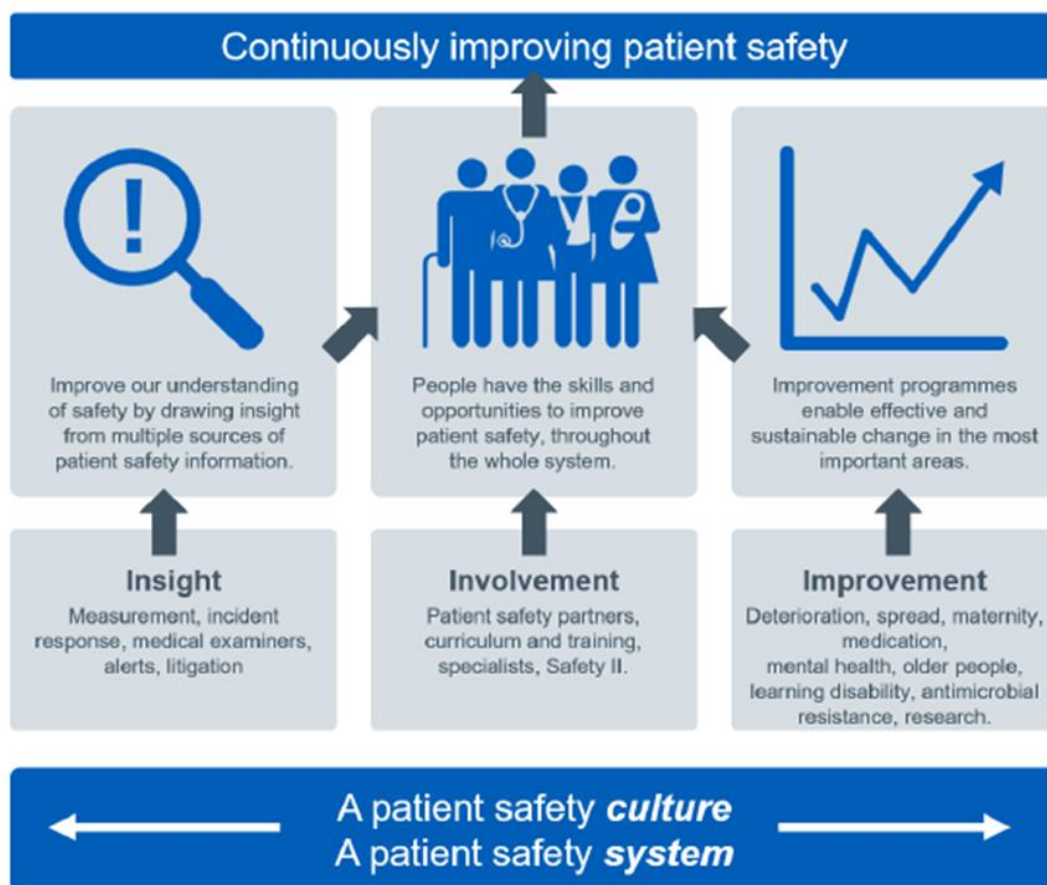 Continuously improving patient safety
!
Improve our understanding
of safety by drawing insight
from multiple sources of
patient safety information.
People have the skills and
opportunities to improve
patient safety, throughout
the whole system.
Improvement programmes
enable effective and
sustainable change in the most
important areas.
Insight
Measurement, incident
response, medical examiners,
alerts, litigation
Involvement
Patient safety partners,
curriculum and training,
specialists, Safety II.
Improvement
Deterioration, spread, maternity,
medication,
mental health, older people,
learning disability, antimicrobial
resistance, research.
A patient safety culture
A patient safety system